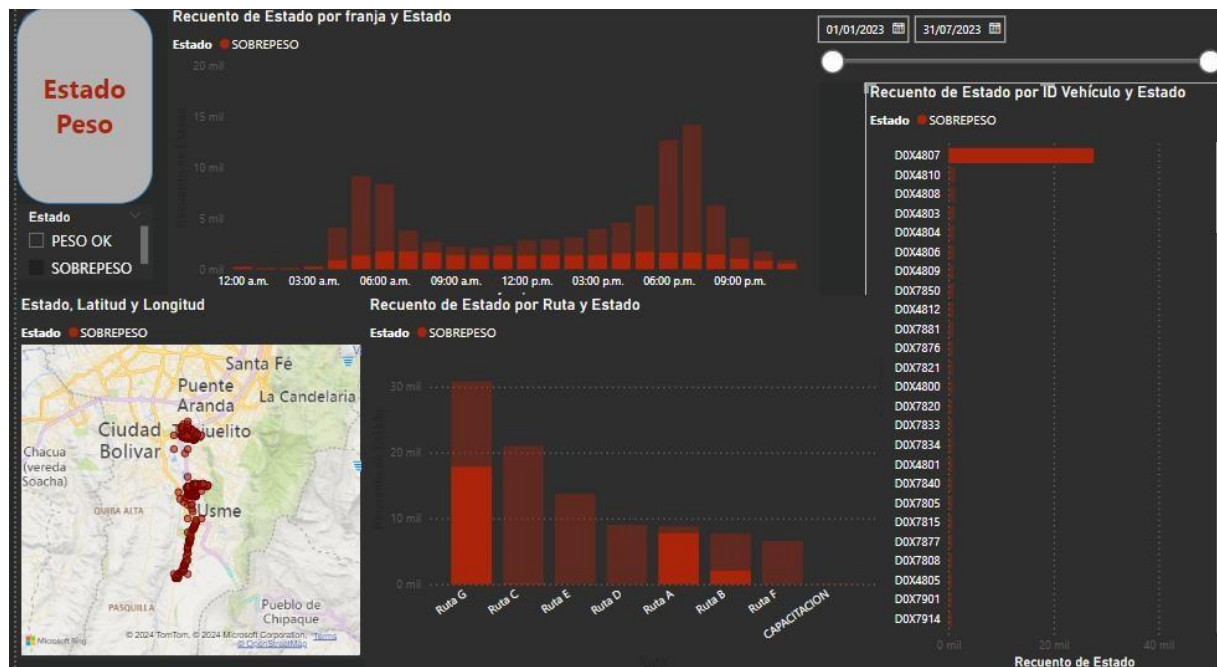 Recuento de Estado por franja y Estado
Estado SOBREPESO
20 mil
15 mil
10 mil
5 mil
0 mil
12:00 a.m. 03:00 a.m. 06:00 a.m. 09:00 a.m. 12:00 p.m. 03:00 p.m. 06:00 p.m. 09:00 p.m.
Estado
Peso
Estado
PESO OK
SOBREPESO
01/01/2023 31/07/2023
Recuento de Estado por ID Vehículo y Estado
Estado SOBREPESO
D0X4807
D0X4810
D0X4808
D0X4803
D0X4804
D0X4806
D0X4809
D0X7850
D0X4812
D0X7881
D0X7876
D0X7821
D0X4800
D0X7820
D0X7833
D0X7834
D0X4801
D0X7840
D0X7805
D0X7815
D0X7877
D0X7808
D0X4805
D0X7901
D0X7914
0 mil 20 mil 40 mil
Recuento de Estado
Estado, Latitud y Longitud
Estado SOBREPESO
Santa Fé
Puente
Aranda
La Candelaria
Ciudad
Bolivar
Chacua
(vereda
Soacha)
QUIBA ALTA
Usme
PASQUILLA
Pueblo de
Chipaque
Microsoft Bing
© 2024 TomTom, © 2024 Microsoft Corporation, Terms
© OpenStreetMap
Recuento de Estado por Ruta y Estado
Estado SOBREPESO
30 mil
20 mil
10 mil
0 mil
Ruta G Ruta C Ruta E Ruta D Ruta A Ruta B Ruta F CAPACITACION